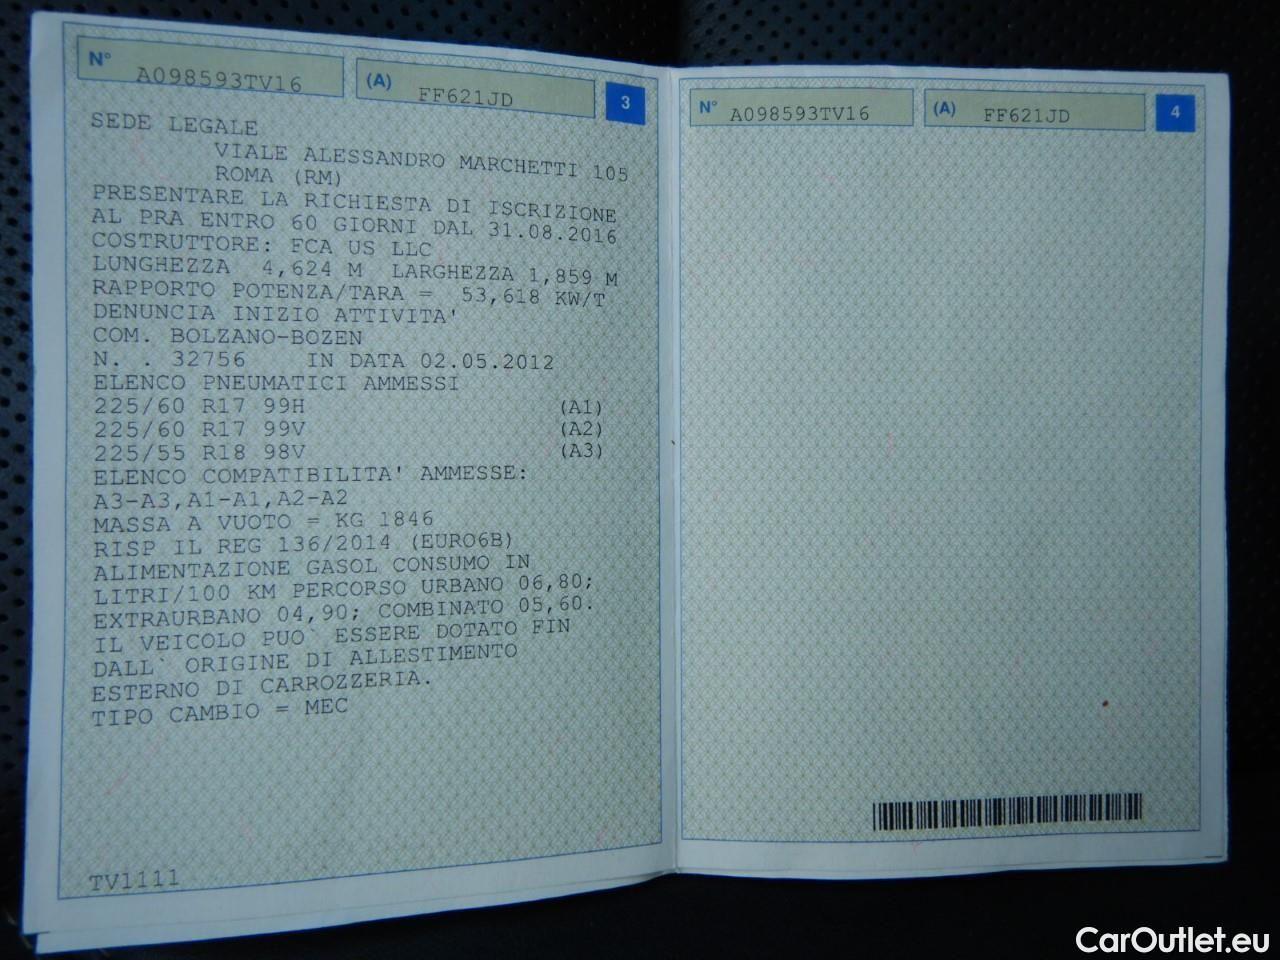 N° A098593TV16 (A) FF621JD 3
SEDE LEGALE
VIALE ALESSANDRO MARCHETTI 105
ROMA (RM)
PRESENTARE LA RICHIESTA DI ISCRIZIONE
AL PRA ENTRO 60 GIORNI DAL 31.08.2016
COSTRUTTORE: FCA US LLC
LUNGHEZZA 4,624 M LARGHEZZA 1,859 M
RAPPORTO POTENZA/TARA = 53,618 KW/T
DENUNCIA INIZIO ATTIVITA'
COM. BOLZANO-BOZEN
N. . 32756 IN DATA 02.05.2012
ELENCO PNEUMATICI AMMESSI
225/60 R17 99H (A1)
225/60 R17 99V (A2)
225/55 R18 98V (A3)
ELENCO COMPATIBILITA' AMMESSE:
A3-A3,A1-A1,A2-A2
MASSA A VUOTO = KG 1846
RISP IL REG 136/2014 (EURO6B)
ALIMENTAZIONE GASOL CONSUMO IN
LITRI/100 KM PERCORSO URBANO 06,80;
EXTRAURBANO 04,90; COMBINATO 05,60.
IL VEICOLO PUO` ESSERE DOTATO FIN
DALL` ORIGINE DI ALLESTIMENTO
ESTERNO DI CARROZZERIA.
TIPO CAMBIO = MEC
TV1111
N° A098593TV16 (A) FF621JD 4
CarOutlet.eu